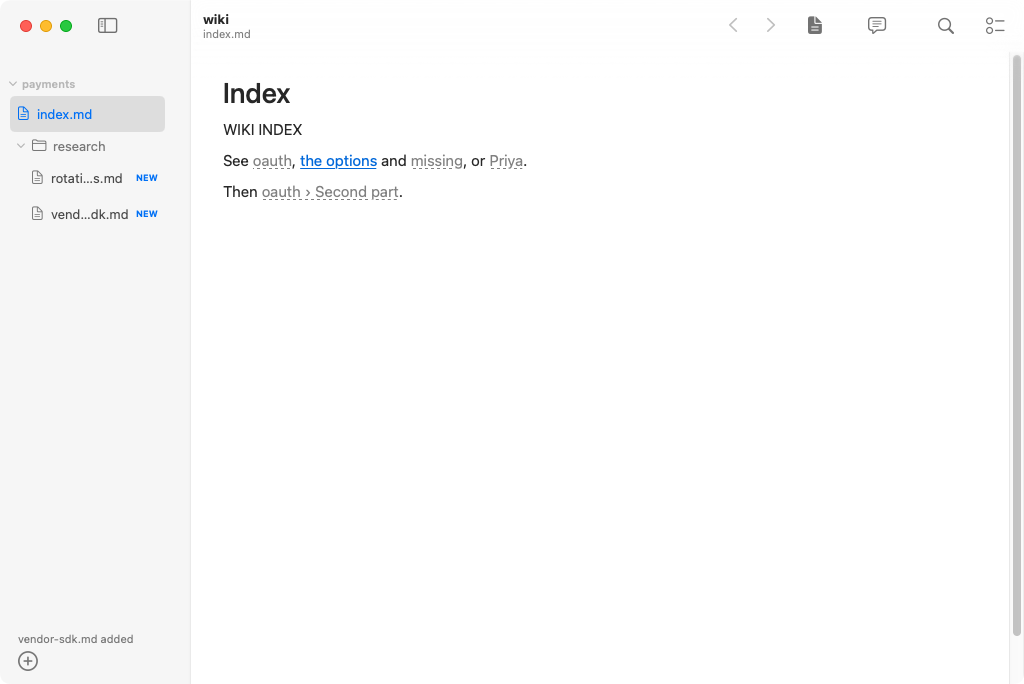 wiki
index.md
payments
index.md
research
rotati...s.md NEW
vend...dk.md NEW
vendor-sdk.md added
Index
WIKI INDEX
See oauth, the options and missing, or Priya.
Then oauth › Second part.